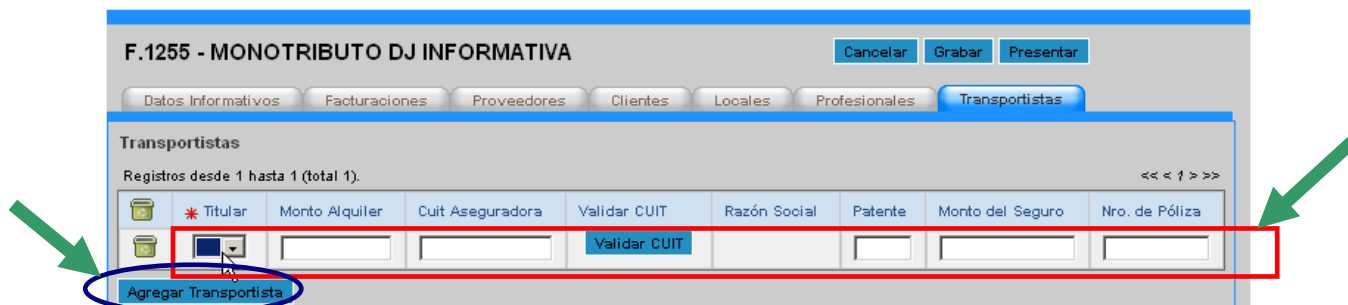 F.1255 - MONOTRIBUTO DJ INFORMATIVA Cancelar Grabar Presentar
Datos Informativos Facturaciones Proveedores Clientes Locales Profesionales Transportistas
Transportistas
Registros desde 1 hasta 1 (total 1). << < 1 > >>
* Titular Monto Alquiler Cuit Aseguradora Validar CUIT Razón Social Patente Monto del Seguro Nro. de Póliza
Validar CUIT
Agregar Transportista